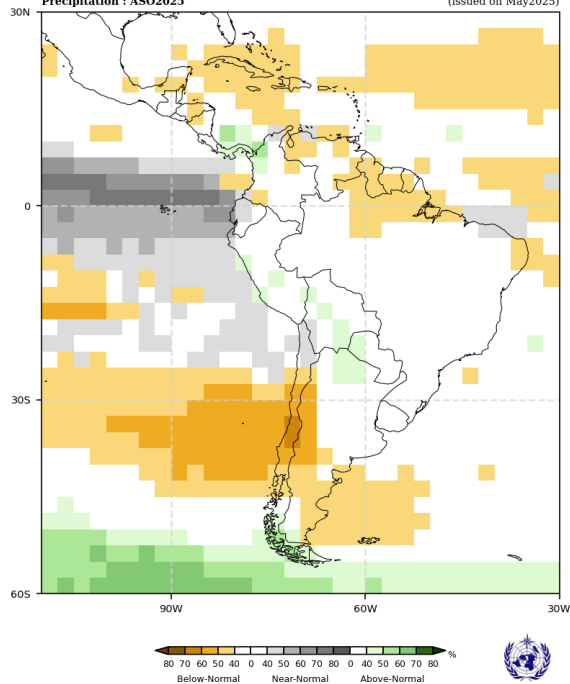 Precipitation : ASO2025
(issued on May2025)
30N
0
30S
60S
90W
60W
30W
80 70 60 50 40 0 40 50 60 70 80 0 40 50 60 70 80 %
Below-Normal Near-Normal Above-Normal